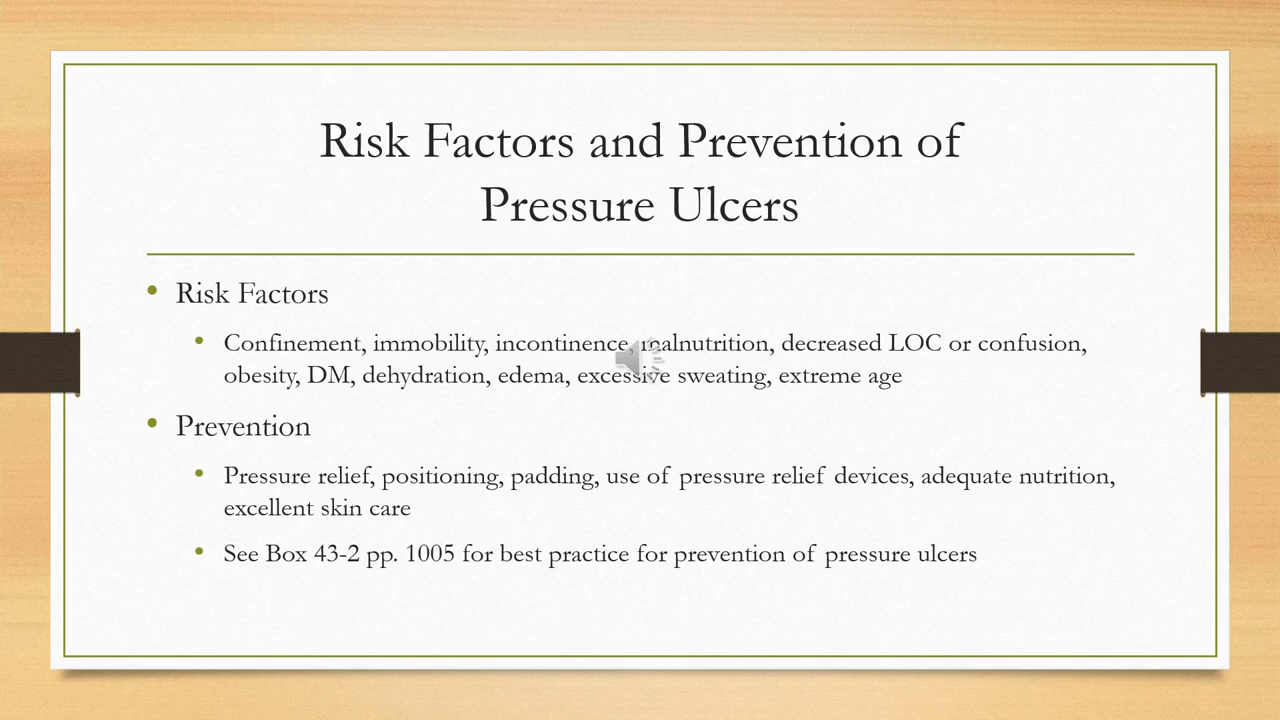 Risk Factors and Prevention of
Pressure Ulcers
• Risk Factors
• Confinement, immobility, incontinence, malnutrition, decreased LOC or confusion,
obesity, DM, dehydration, edema, excessive sweating, extreme age
• Prevention
• Pressure relief, positioning, padding, use of pressure relief devices, adequate nutrition,
excellent skin care
• See Box 43-2 pp. 1005 for best practice for prevention of pressure ulcers